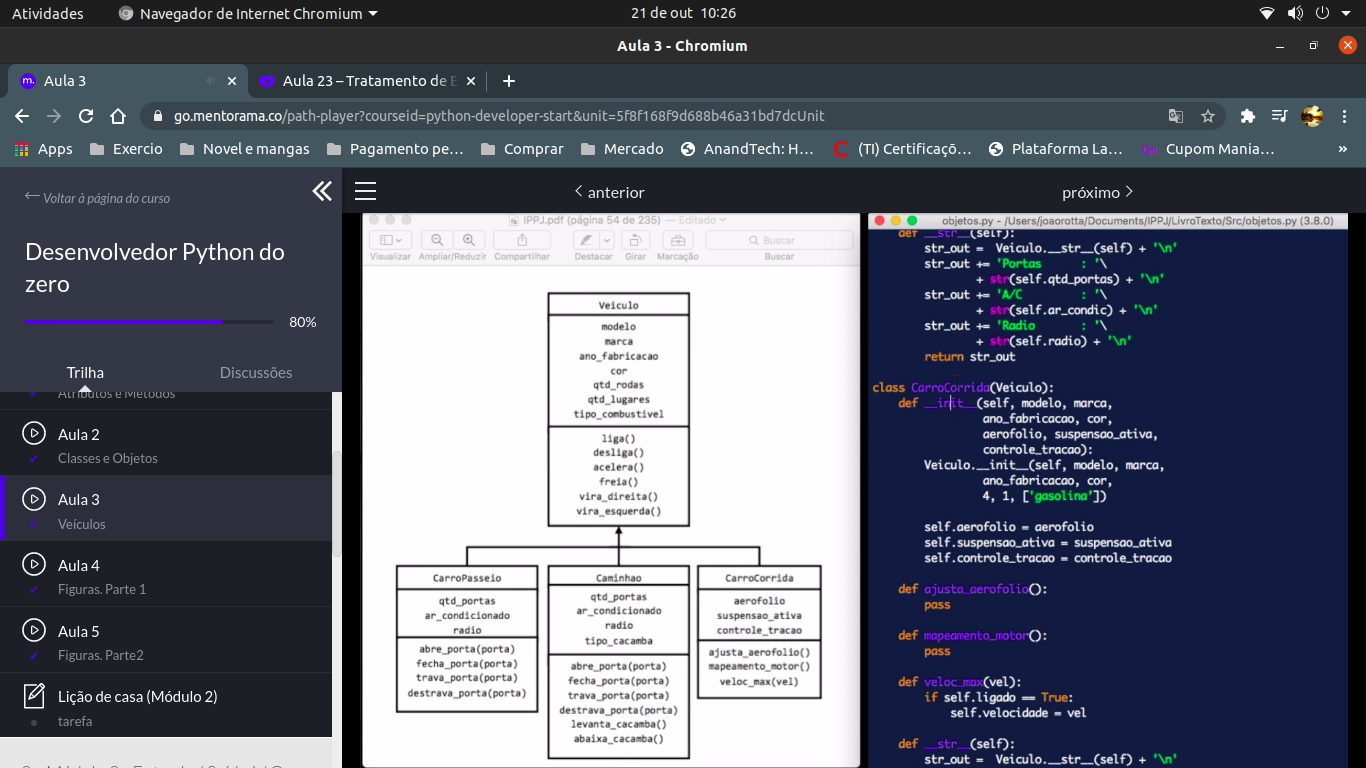 Atividades
Navegador de Internet Chromium
21 de out 10:26
Aula 3 - Chromium
m. Aula 3
Aula 23 – Tratamento de E
go.mentorama.co/path-player?courseid=python-developer-start&unit=5f8f168f9d688b46a31bd7dcUnit
Apps
Exercio
Novel e mangas
Pagamento pe…
Comprar
Mercado
AnandTech: H…
(TI) Certificaçõ…
Plataforma La…
Cupom Mania…
»
Voltar à página do curso
Desenvolvedor Python do
zero
80%
Trilha
Discussões
Atributos e Métodos
Aula 2
Classes e Objetos
Aula 3
Veículos
Aula 4
Figuras. Parte 1
Aula 5
Figuras. Parte2
Lição de casa (Módulo 2)
tarefa
anterior
próximo
IPPJ.pdf (página 54 de 235) — Editado
Buscar
Visualizar
Ampliar/Reduzir
Compartilhar
Destacar
Girar
Marcação
Buscar
Veiculo
modelo
marca
ano_fabricacao
cor
qtd_rodas
qtd_lugares
tipo_combustivel
liga()
desliga()
acelera()
freia()
vira_direita()
vira_esquerda()
CarroPasseio
qtd_portas
ar_condicionado
radio
abre_porta(porta)
fecha_porta(porta)
trava_porta(porta)
destrava_porta(porta)
Caminhao
qtd_portas
ar_condicionado
radio
tipo_cacamba
abre_porta(porta)
fecha_porta(porta)
trava_porta(porta)
destrava_porta(porta)
levanta_cacamba()
abaixa_cacamba()
CarroCorrida
aerofolio
suspensao_ativa
controle_tracao
ajusta_aerofolio()
mapeamento_motor()
veloc_max(vel)
objetos.py - /Users/joaorotta/Documents/IPPJ/LivroTexto/Src/objetos.py (3.8.0)
def __str__(self):
str_out = Veiculo.__str__(self) + '\n'
str_out += 'Portas : '\
+ str(self.qtd_portas) + '\n'
str_out += 'A/C : '\
+ str(self.ar_condic) + '\n'
str_out += 'Radio : '\
+ str(self.radio) + '\n'
return str_out
class CarroCorrida(Veiculo):
def __init__(self, modelo, marca,
ano_fabricacao, cor,
aerofolio, suspensao_ativa,
controle_tracao):
Veiculo.__init__(self, modelo, marca,
ano_fabricacao, cor,
4, 1, ['gasolina'])
self.aerofolio = aerofolio
self.suspensao_ativa = suspensao_ativa
self.controle_tracao = controle_tracao
def ajusta_aerofolio():
pass
def mapeamento_motor():
pass
def veloc_max(vel):
if self.ligado == True:
self.velocidade = vel
def __str__(self):
str_out = Veiculo.__str__(self) + '\n'